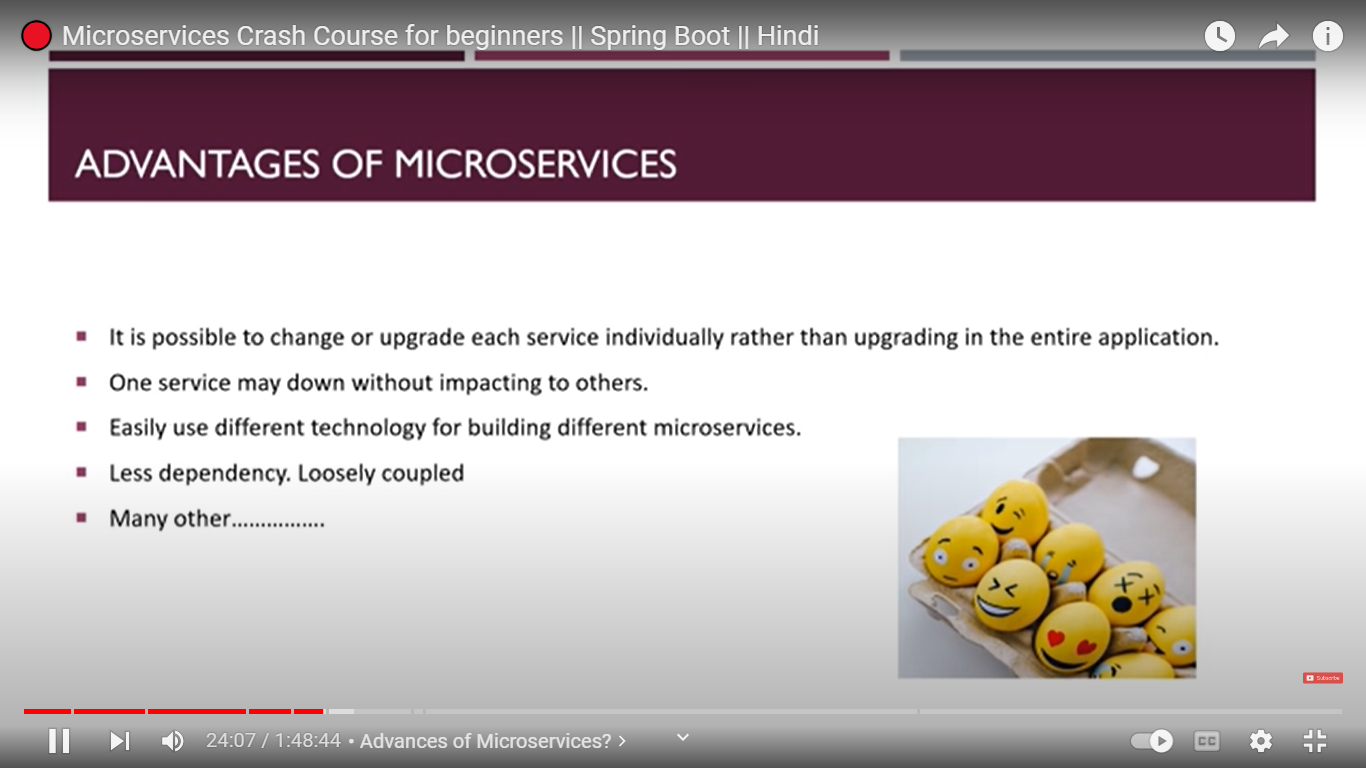 Microservices Crash Course for beginners || Spring Boot || Hindi
ADVANTAGES OF MICROSERVICES
It is possible to change or upgrade each service individually rather than upgrading in the entire application.
One service may down without impacting to others.
Easily use different technology for building different microservices.
Less dependency. Loosely coupled
Many other................
Subscribe
24:07 / 1:48:44 • Advances of Microservices? >
CC